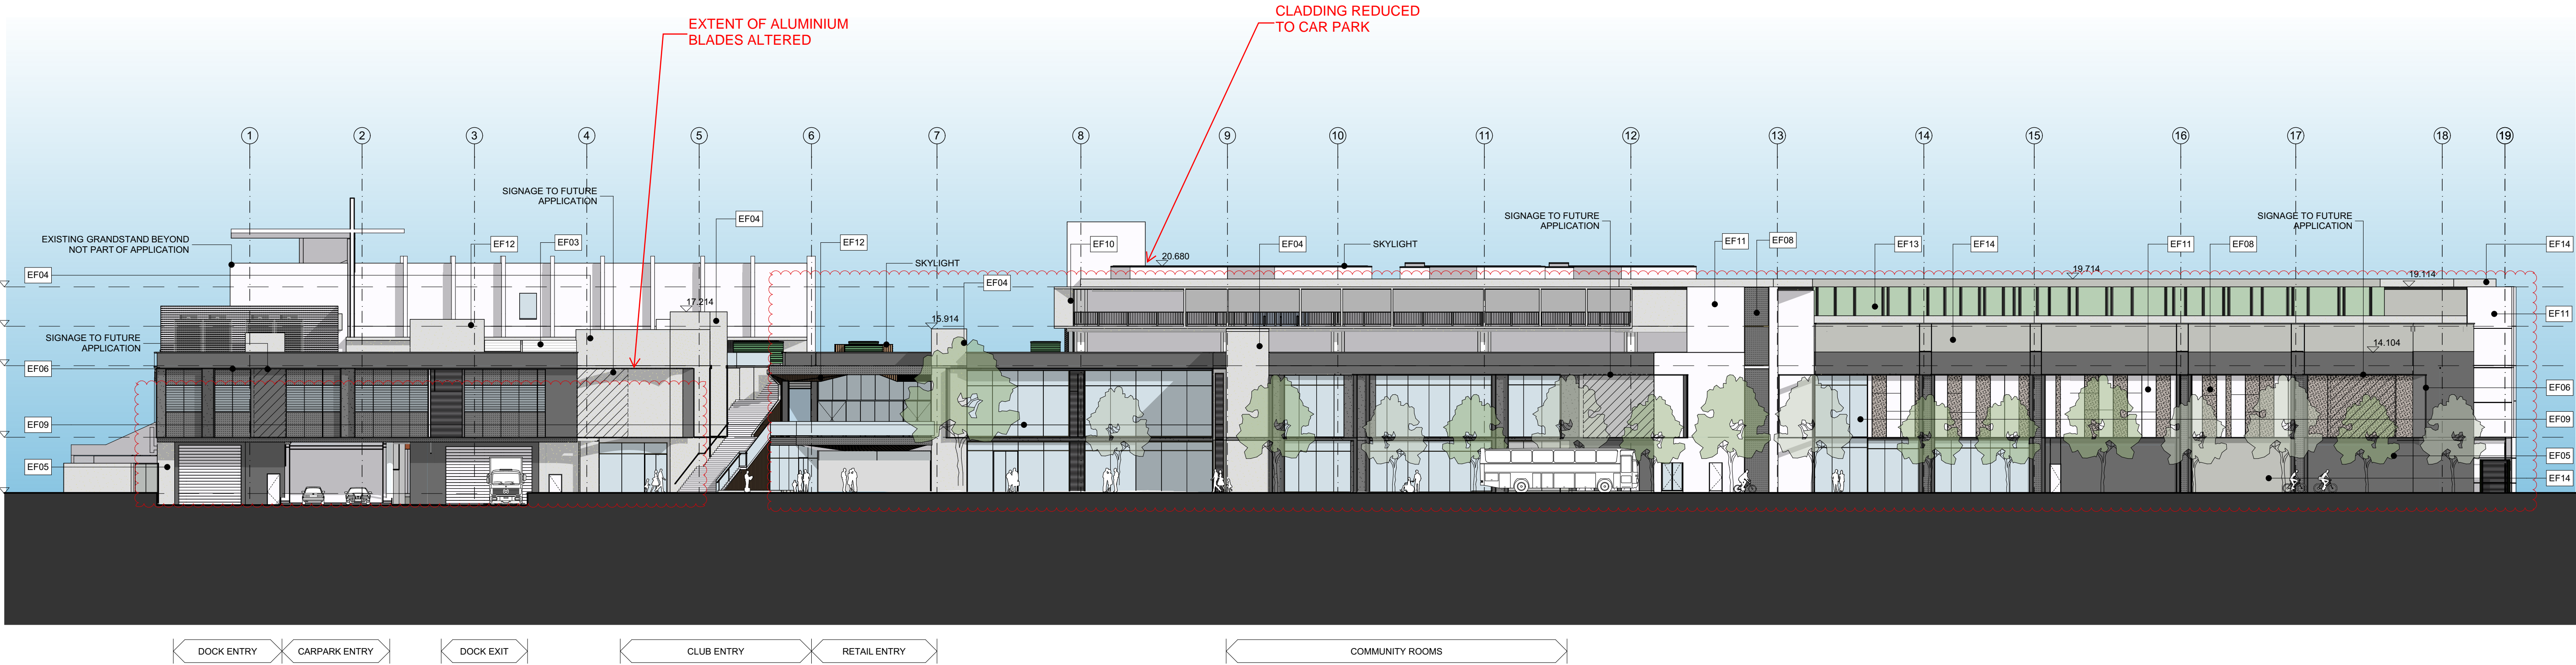 EXTENT OF ALUMINIUM
BLADES ALTERED
CLADDING REDUCED
TO CAR PARK
1
2
3
4
5
6
7
8
9
10
11
12
13
14
15
16
17
18
19
SIGNAGE TO FUTURE
APPLICATION
EF04
SIGNAGE TO FUTURE
APPLICATION
SIGNAGE TO FUTURE
APPLICATION
EXISTING GRANDSTAND BEYOND
NOT PART OF APPLICATION
EF12
EF03
EF12
EF10
EF04
SKYLIGHT
EF11
EF08
EF13
EF14
EF11
EF08
EF14
20.680
SKYLIGHT
EF04
19.714
19.114
EF04
17.214
15.914
EF11
SIGNAGE TO FUTURE
APPLICATION
14.104
EF06
EF06
EF09
EF09
EF05
EF05
EF14
DOCK ENTRY
CARPARK ENTRY
DOCK EXIT
CLUB ENTRY
RETAIL ENTRY
COMMUNITY ROOMS